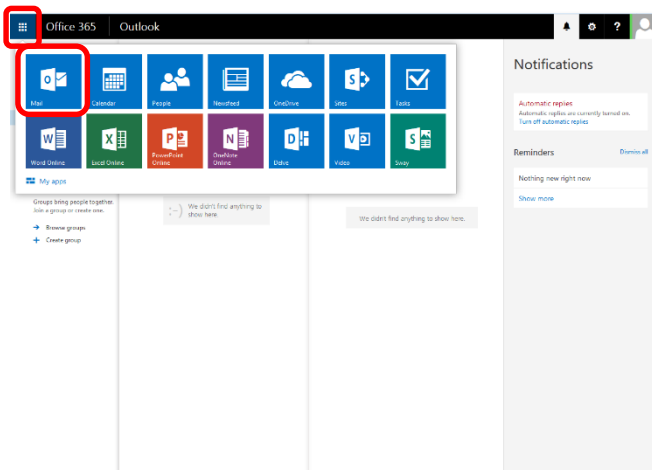 Office 365 Outlook ?
Mail Calendar People Newsfeed OneDrive Sites Tasks
Word Online Excel Online PowerPoint Online OneNote Online Delve Video Sway
My apps
Groups bring people together.
Join a group or create one.
Browse groups
Create group
:-)
We didn't find anything to
show here.
We didn't find anything to show here.
Notifications
Automatic replies
Automatic replies are currently turned on.
Turn off automatic replies
Reminders Dismiss all
Nothing new right now
Show more